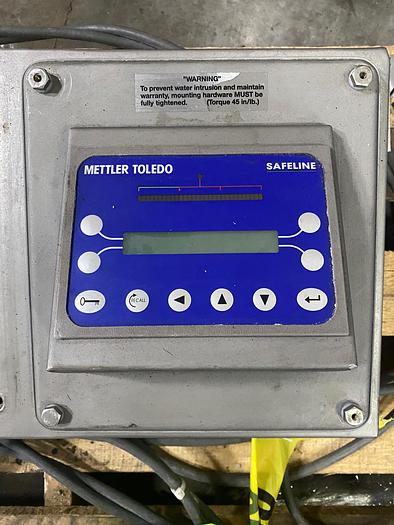 "WARNING"
To prevent water intrusion and maintain
warranty, mounting hardware MUST be
fully tightened. (Torque 45 in/lb.)
METTLER TOLEDO SAFELINE
RECALL